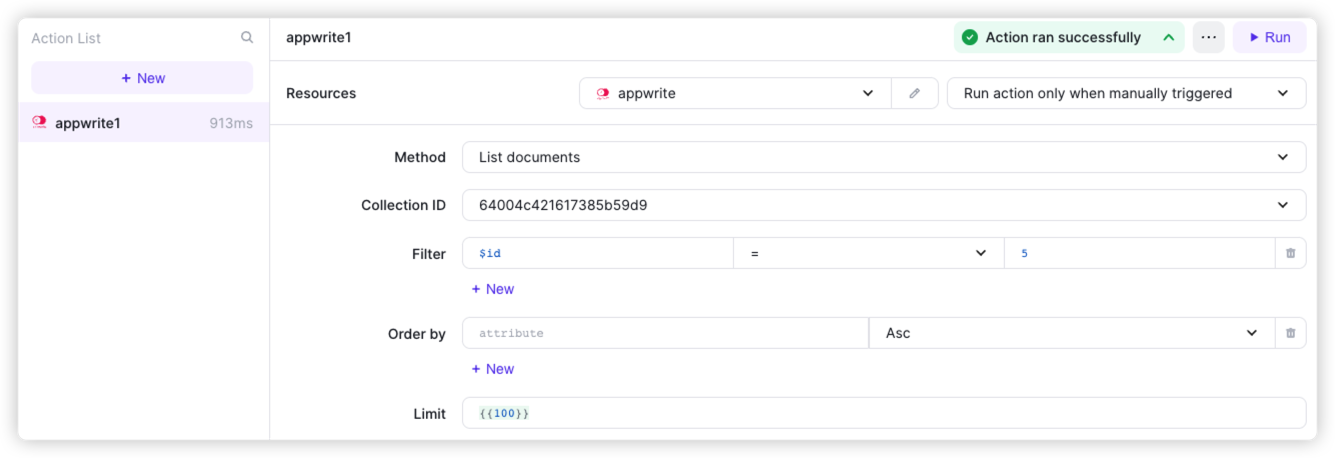 Action List
+ New
appwrite1 913ms
appwrite1 Action ran successfully ... Run
Resources appwrite Run action only when manually triggered
Method List documents
Collection ID 64004c421617385b59d9
Filter $id = 5
+ New
Order by attribute Asc
+ New
Limit {{100}}